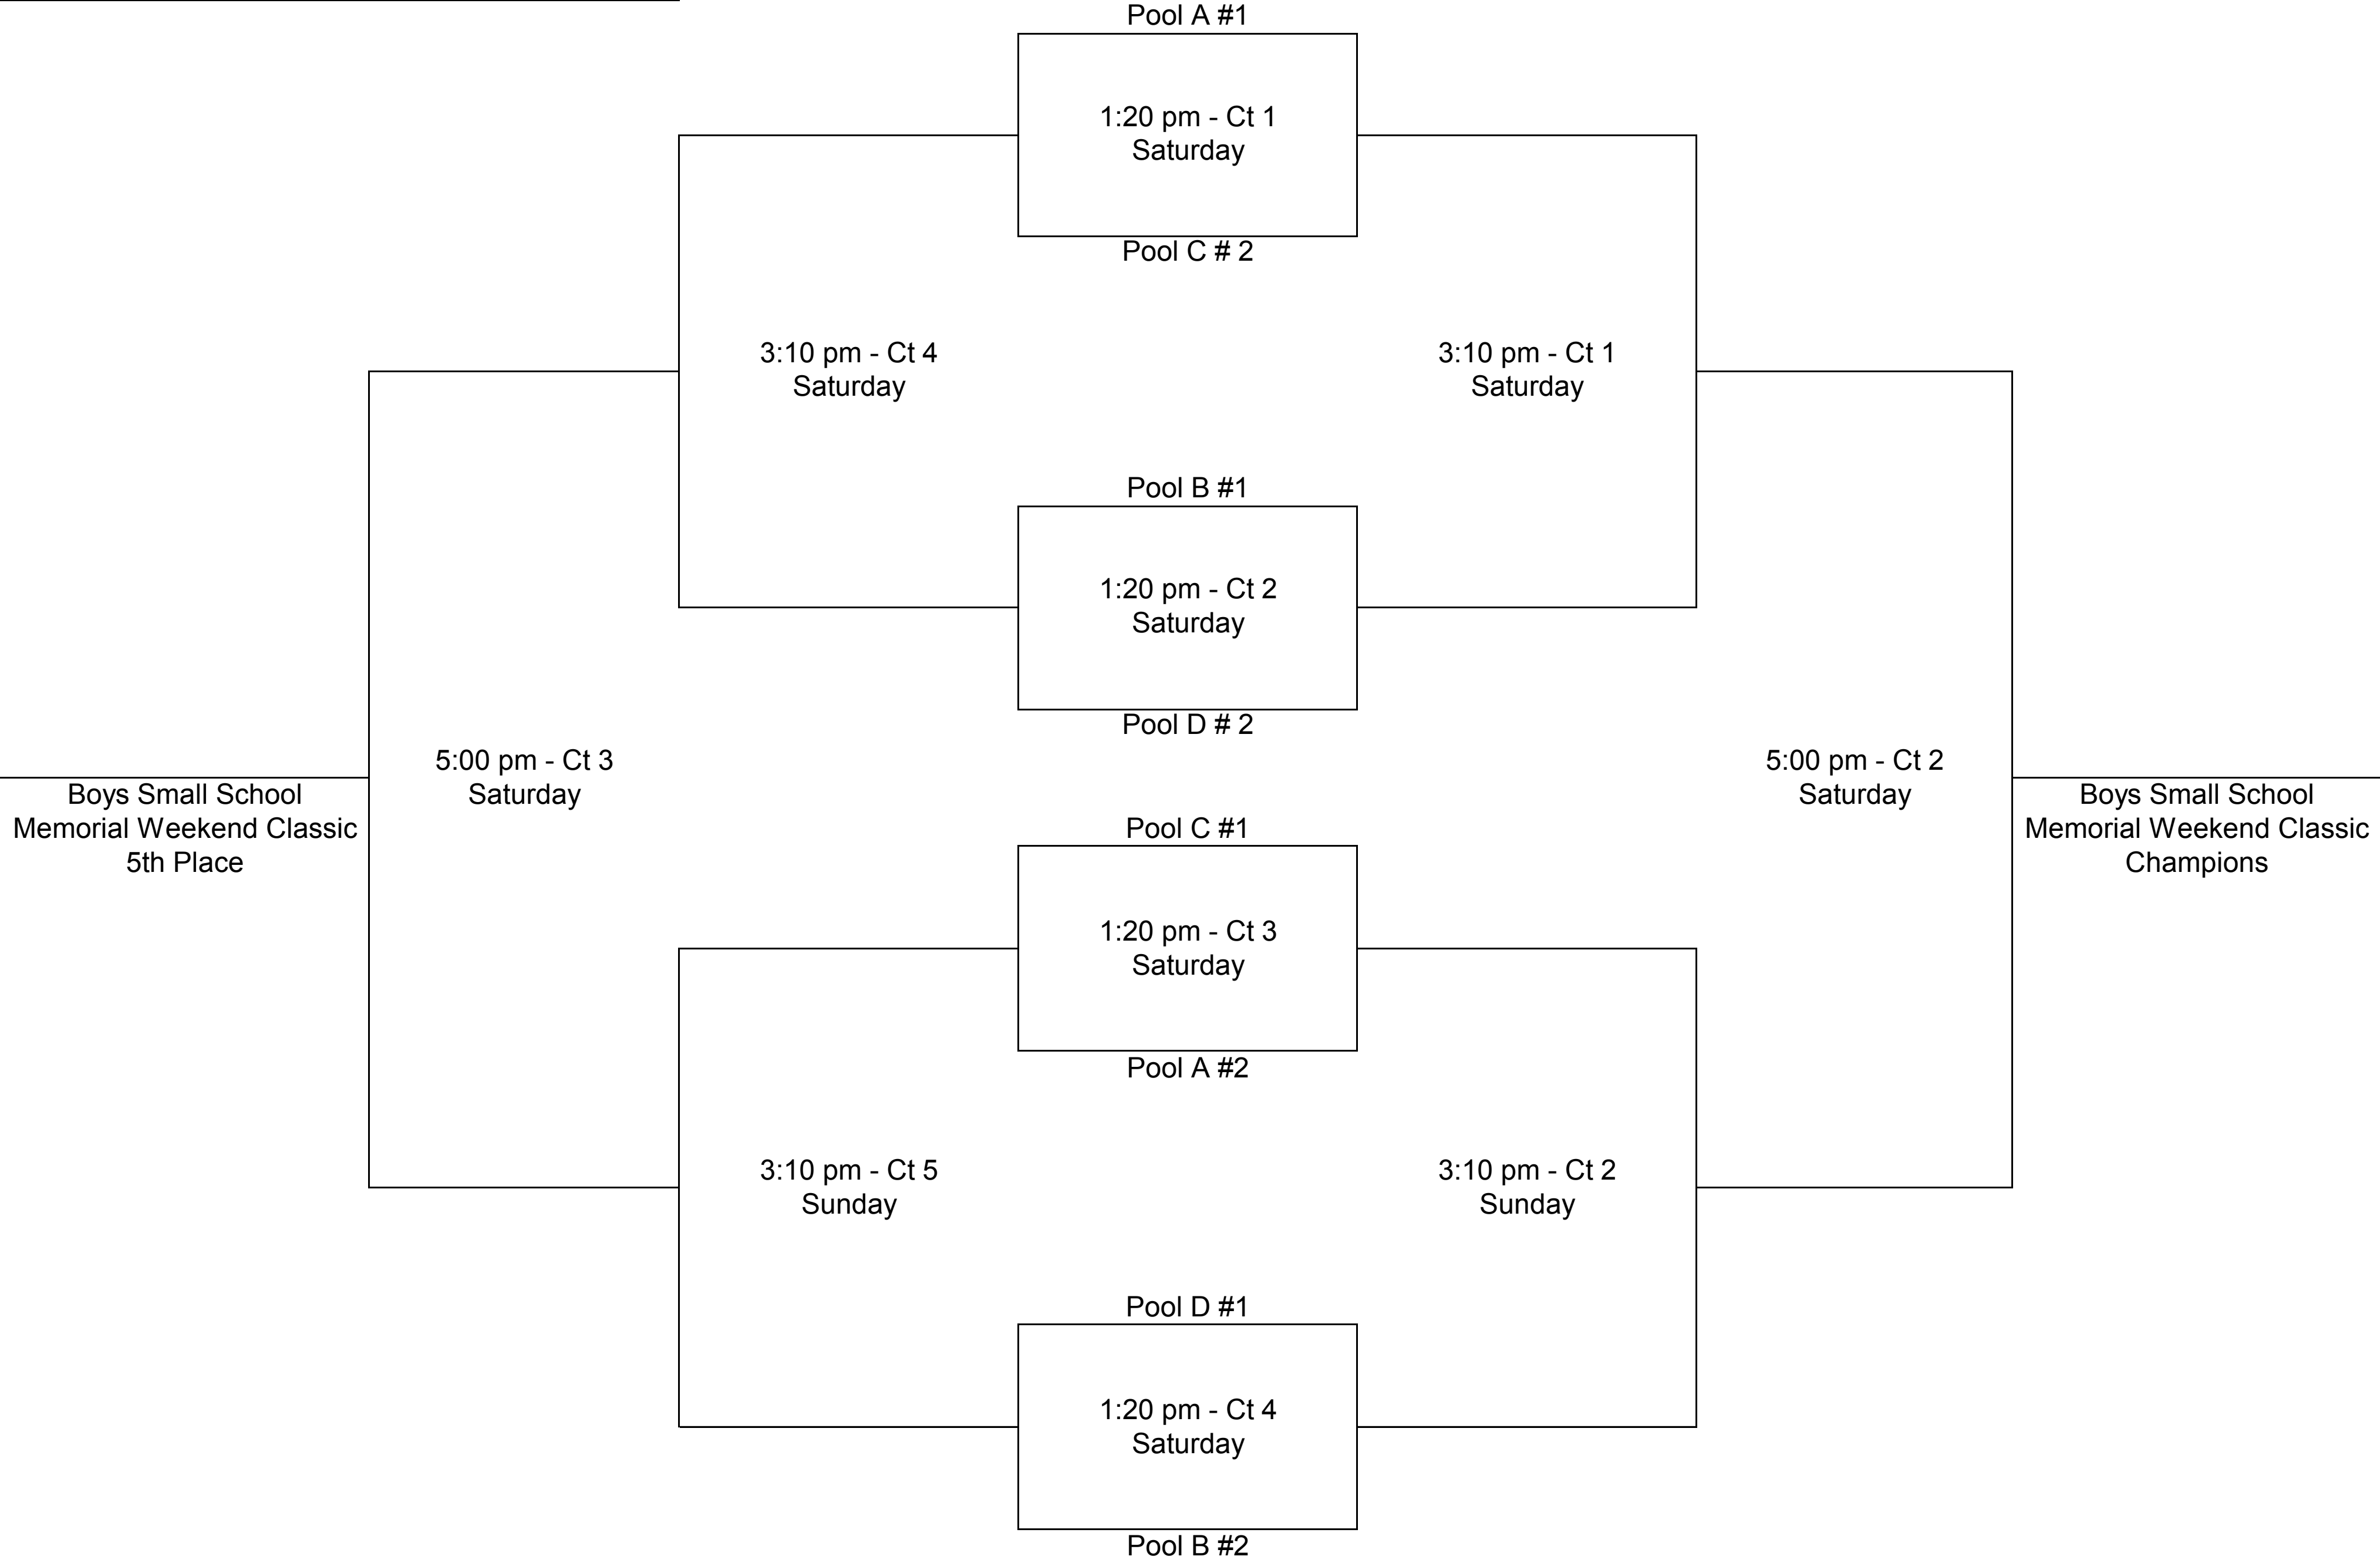 Pool A #1
1:20 pm - Ct 1
Saturday
Pool C # 2
3:10 pm - Ct 4
Saturday
3:10 pm - Ct 1
Saturday
Pool B #1
1:20 pm - Ct 2
Saturday
Pool D # 2
5:00 pm - Ct 3
Saturday
5:00 pm - Ct 2
Saturday
Boys Small School
Memorial Weekend Classic
5th Place
Boys Small School
Memorial Weekend Classic
Champions
Pool C #1
1:20 pm - Ct 3
Saturday
Pool A #2
3:10 pm - Ct 5
Sunday
3:10 pm - Ct 2
Sunday
Pool D #1
1:20 pm - Ct 4
Saturday
Pool B #2